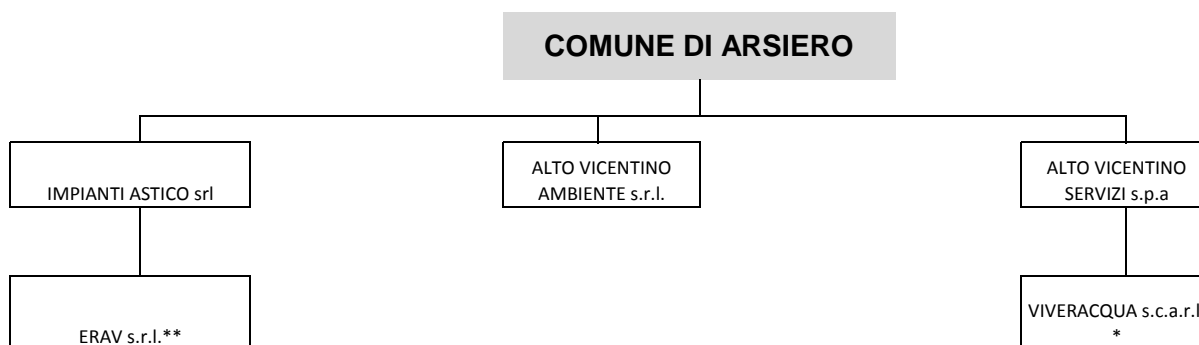 COMUNE DI ARSIERO
IMPIANTI ASTICO srl
ALTO VICENTINO
AMBIENTE s.r.l.
ALTO VICENTINO
SERVIZI s.p.a
ERAV s.r.l.**
VIVERACQUA s.c.a.r.l
*